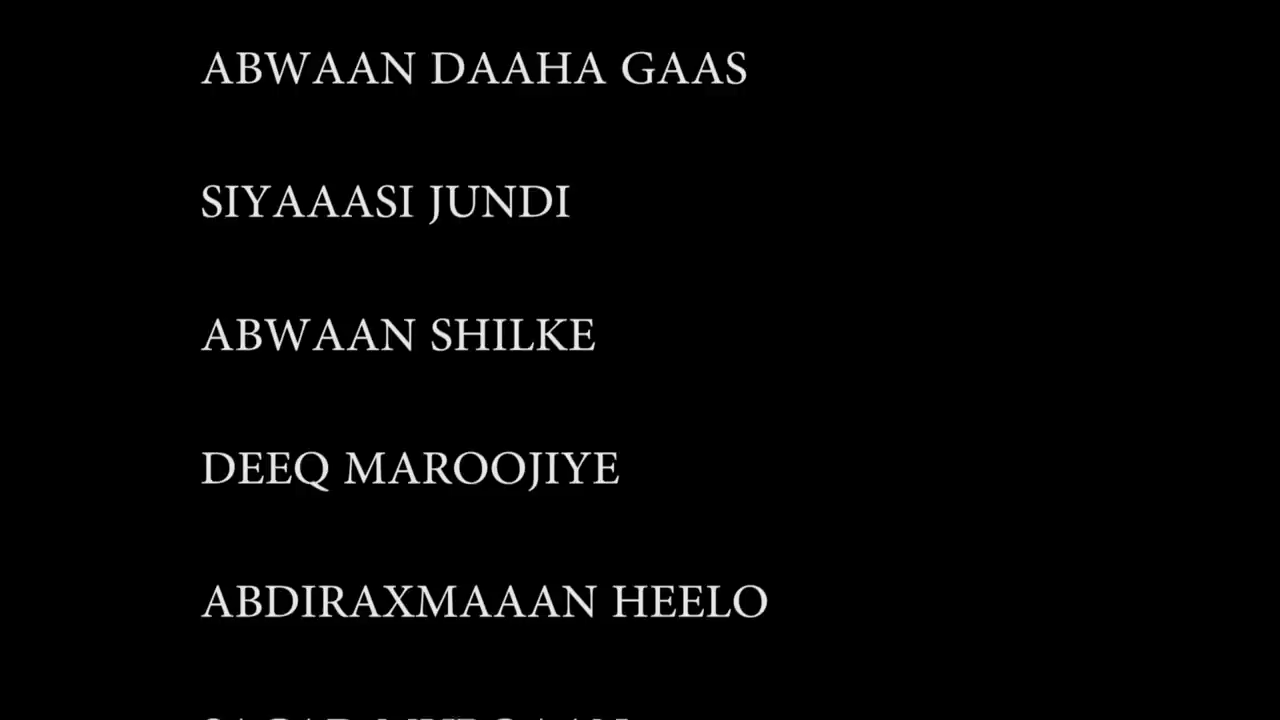 ABWAAN DAAHA GAAS
SIYAAASI JUNDI
ABWAAN SHILKE
DEEQ MAROOJIYE
ABDIRAXMAAAN HEELO